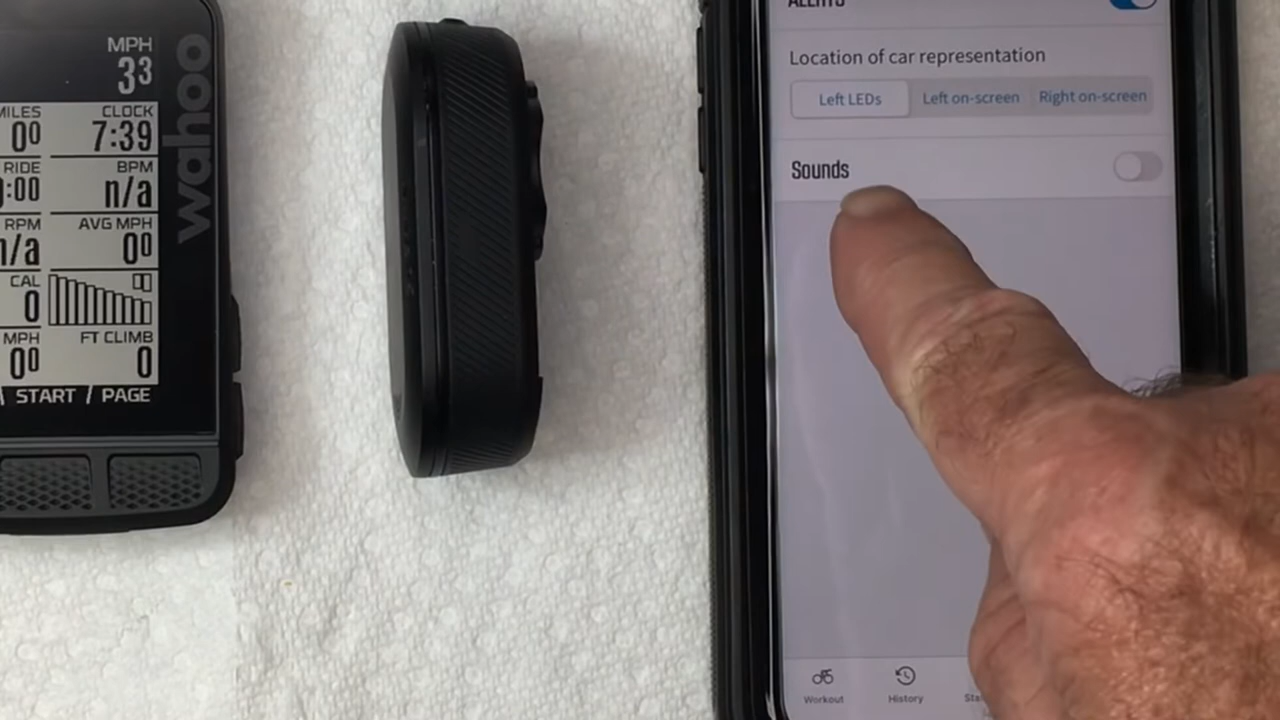 MPH
33
MILES
CLOCK
00
7:39
RIDE
BPM
:00
n/a
RPM
AVG MPH
n/a
00
CAL
0
MPH
FT CLIMB
00
0
START / PAGE
wahoo
ALERTS
Location of car representation
Left LEDs
Left on-screen
Right on-screen
Sounds
Workout
History